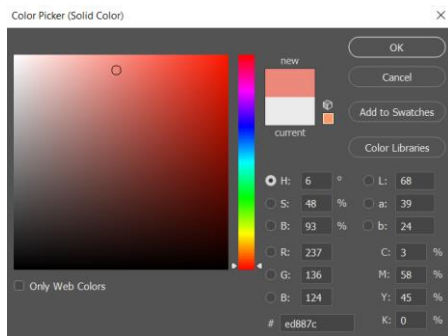 Color Picker (Solid Color)
new
current
OK
Cancel
Add to Swatches
Color Libraries
H: 6 °
S: 48 %
B: 93 %
R: 237
G: 136
B: 124
L: 68
a: 39
b: 24
C: 3 %
M: 58 %
Y: 45 %
K: 0 %
# ed887c
Only Web Colors